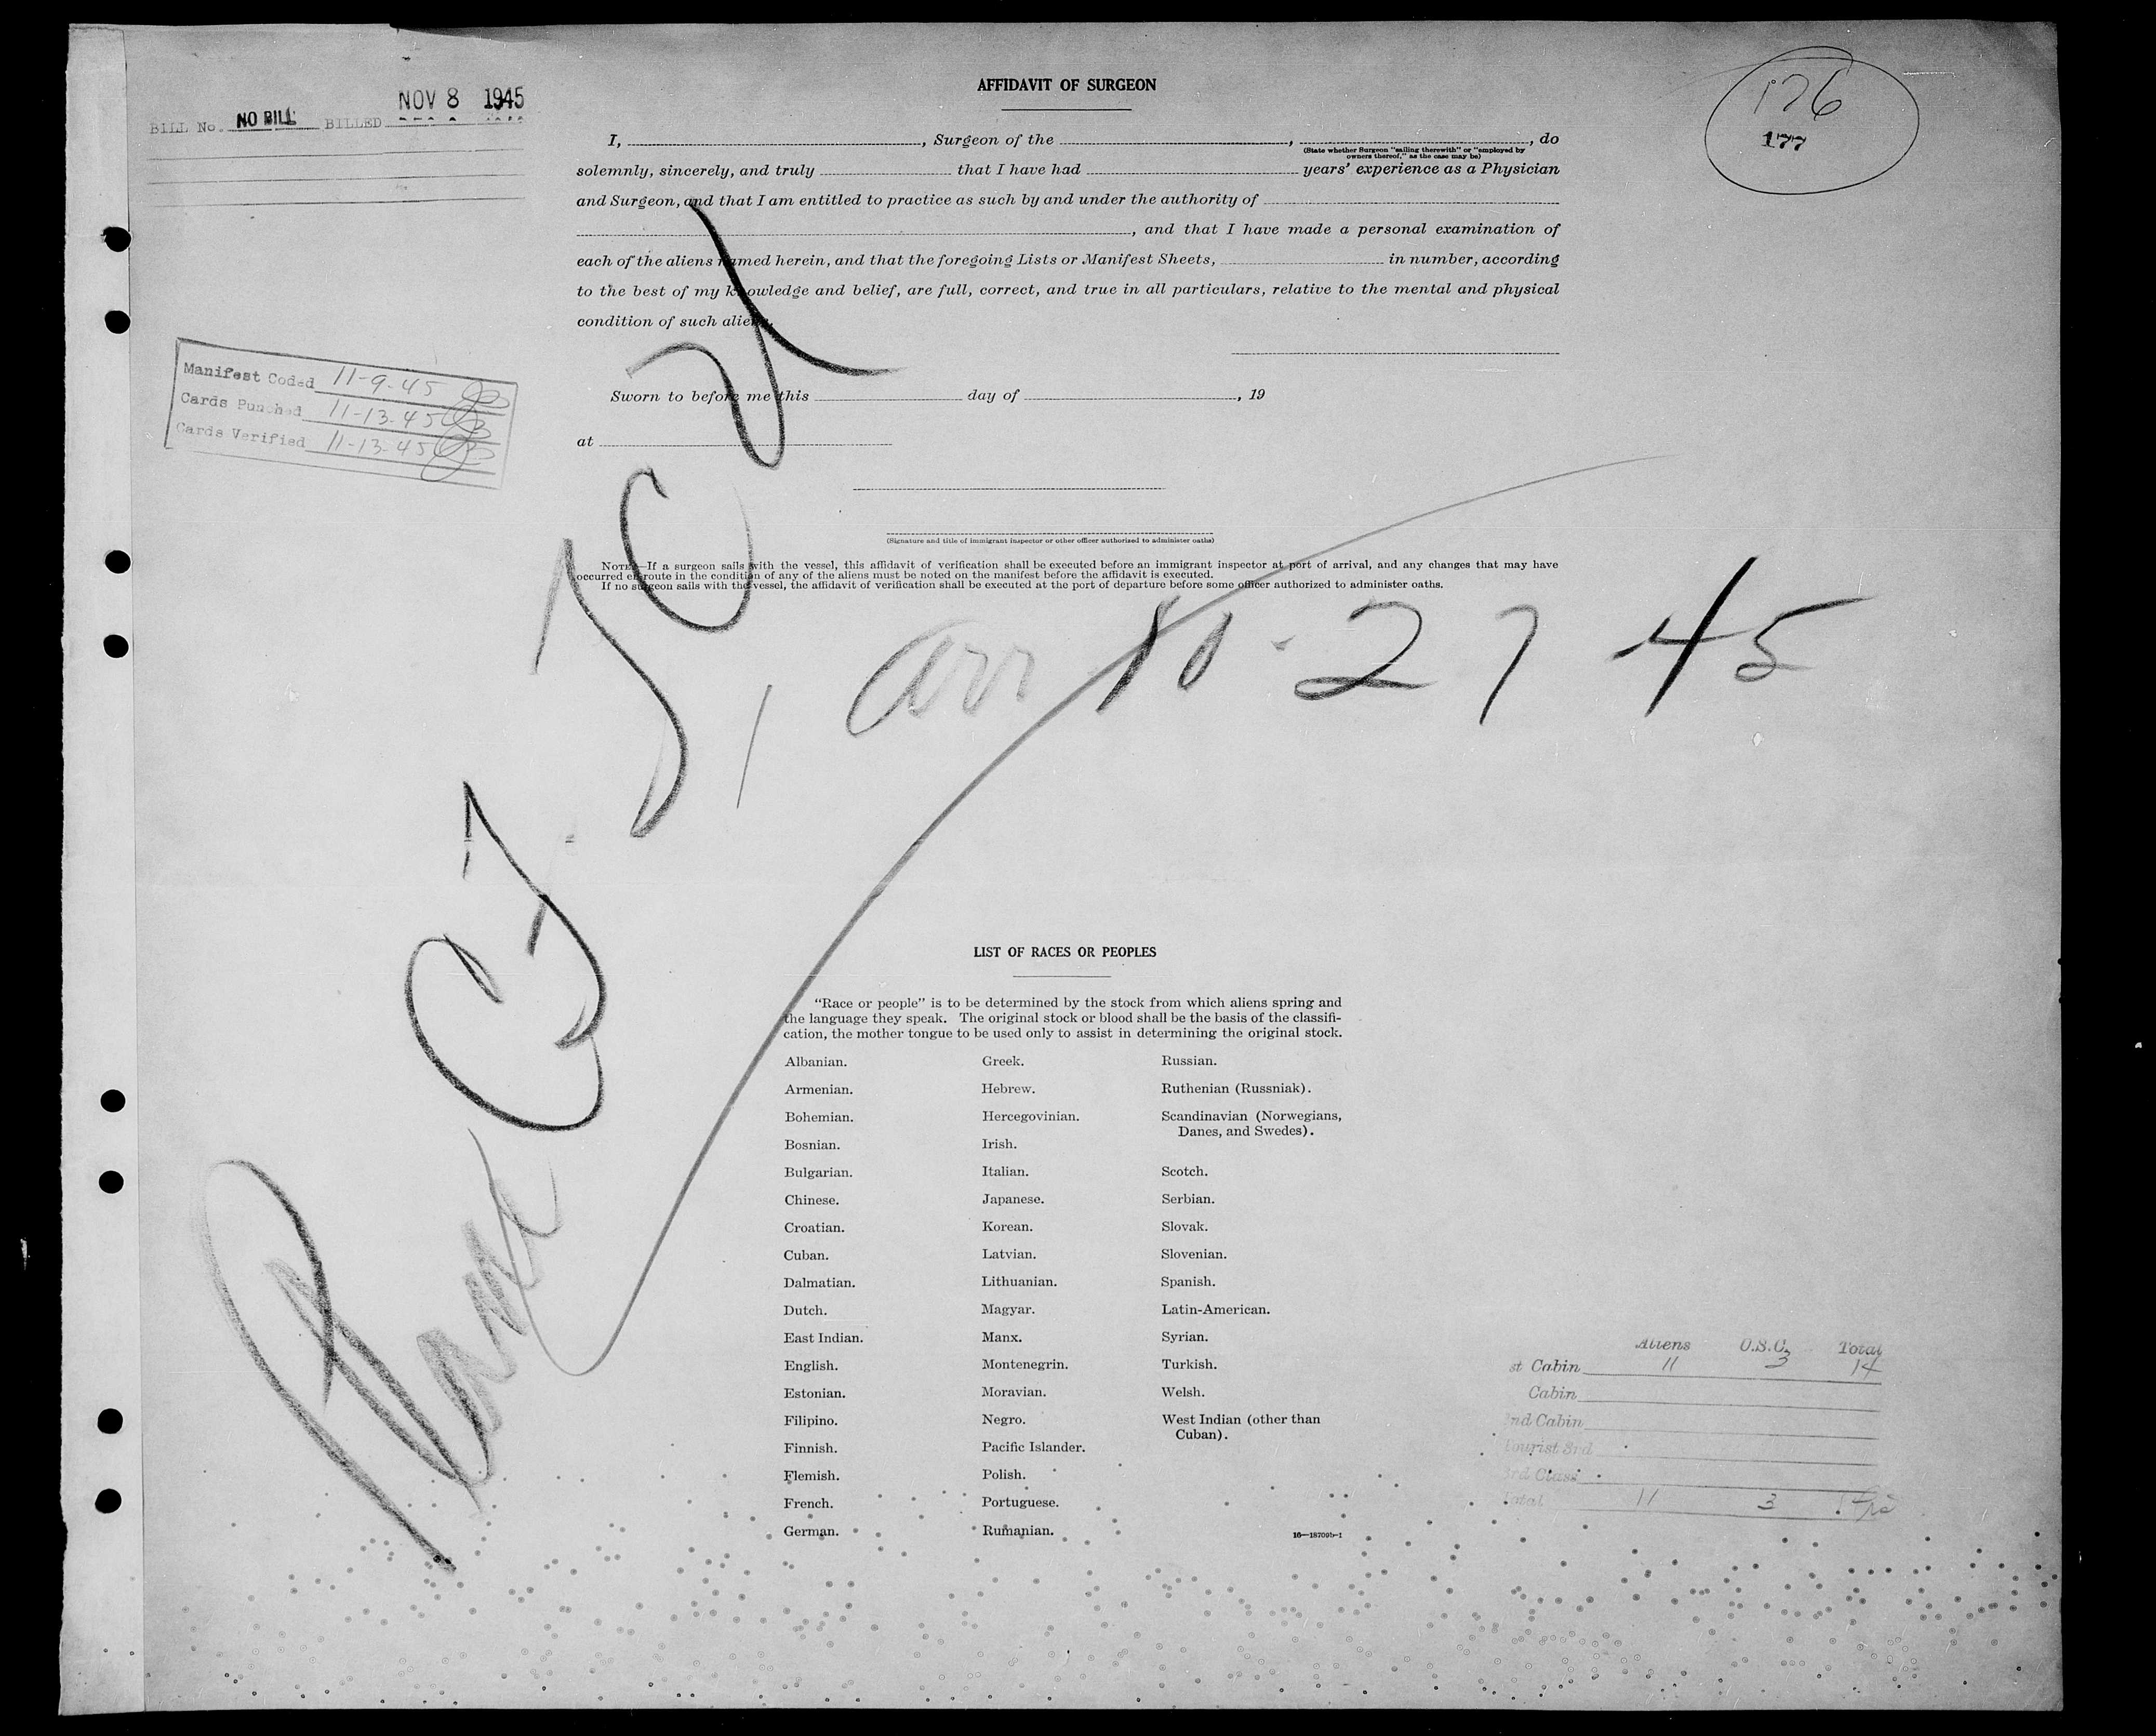 NOV 8 1945
BILL No. NO BILL BILLED
AFFIDAVIT OF SURGEON
176
177
I, , Surgeon of the , , do
(State whether Surgeon "sailing therewith" or "employed by
owners thereof," as the case may be)
solemnly, sincerely, and truly that I have had years' experience as a Physician
and Surgeon, and that I am entitled to practice as such by and under the authority of
, and that I have made a personal examination of
each of the aliens named herein, and that the foregoing Lists or Manifest Sheets, in number, according
to the best of my knowledge and belief, are full, correct, and true in all particulars, relative to the mental and physical
condition of such aliens.
Manifest Coded 11-9-45
Cards Punched 11-13-45
Cards Verified 11-13-45
Sworn to before me this day of , 19
at
(Signature and title of immigrant inspector or other officer authorized to administer oaths)
NOTE.—If a surgeon sails with the vessel, this affidavit of verification shall be executed before an immigrant inspector at port of arrival, and any changes that may have
occurred en route in the condition of any of the aliens must be noted on the manifest before the affidavit is executed.
If no surgeon sails with the vessel, the affidavit of verification shall be executed at the port of departure before some officer authorized to administer oaths.
Plane
arr 10-27 45
LIST OF RACES OR PEOPLES
"Race or people" is to be determined by the stock from which aliens spring and
the language they speak. The original stock or blood shall be the basis of the classifi-
cation, the mother tongue to be used only to assist in determining the original stock.
Albanian.
Armenian.
Bohemian.
Bosnian.
Bulgarian.
Chinese.
Croatian.
Cuban.
Dalmatian.
Dutch.
East Indian.
English.
Estonian.
Filipino.
Finnish.
Flemish.
French.
German.
Greek.
Hebrew.
Hercegovinian.
Irish.
Italian.
Japanese.
Korean.
Latvian.
Lithuanian.
Magyar.
Manx.
Montenegrin.
Moravian.
Negro.
Pacific Islander.
Polish.
Portuguese.
Rumanian.
Russian.
Ruthenian (Russniak).
Scandinavian (Norwegians,
Danes, and Swedes).
Scotch.
Serbian.
Slovak.
Slovenian.
Spanish.
Latin-American.
Syrian.
Turkish.
Welsh.
West Indian (other than
Cuban).
16—18709b-1
Aliens U.S.C. Total
st Cabin 11 3 14
Cabin
2nd Cabin
Tourist 3rd
3rd Class
Total 11 3